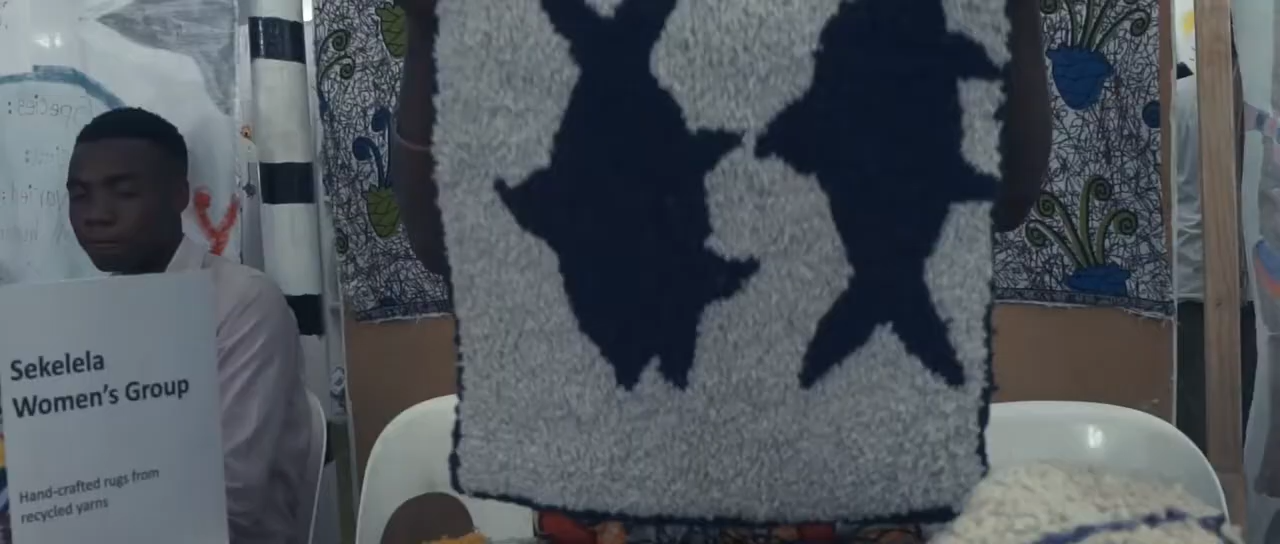 Sekelela
Women's Group
Hand-crafted rugs from
recycled yarns